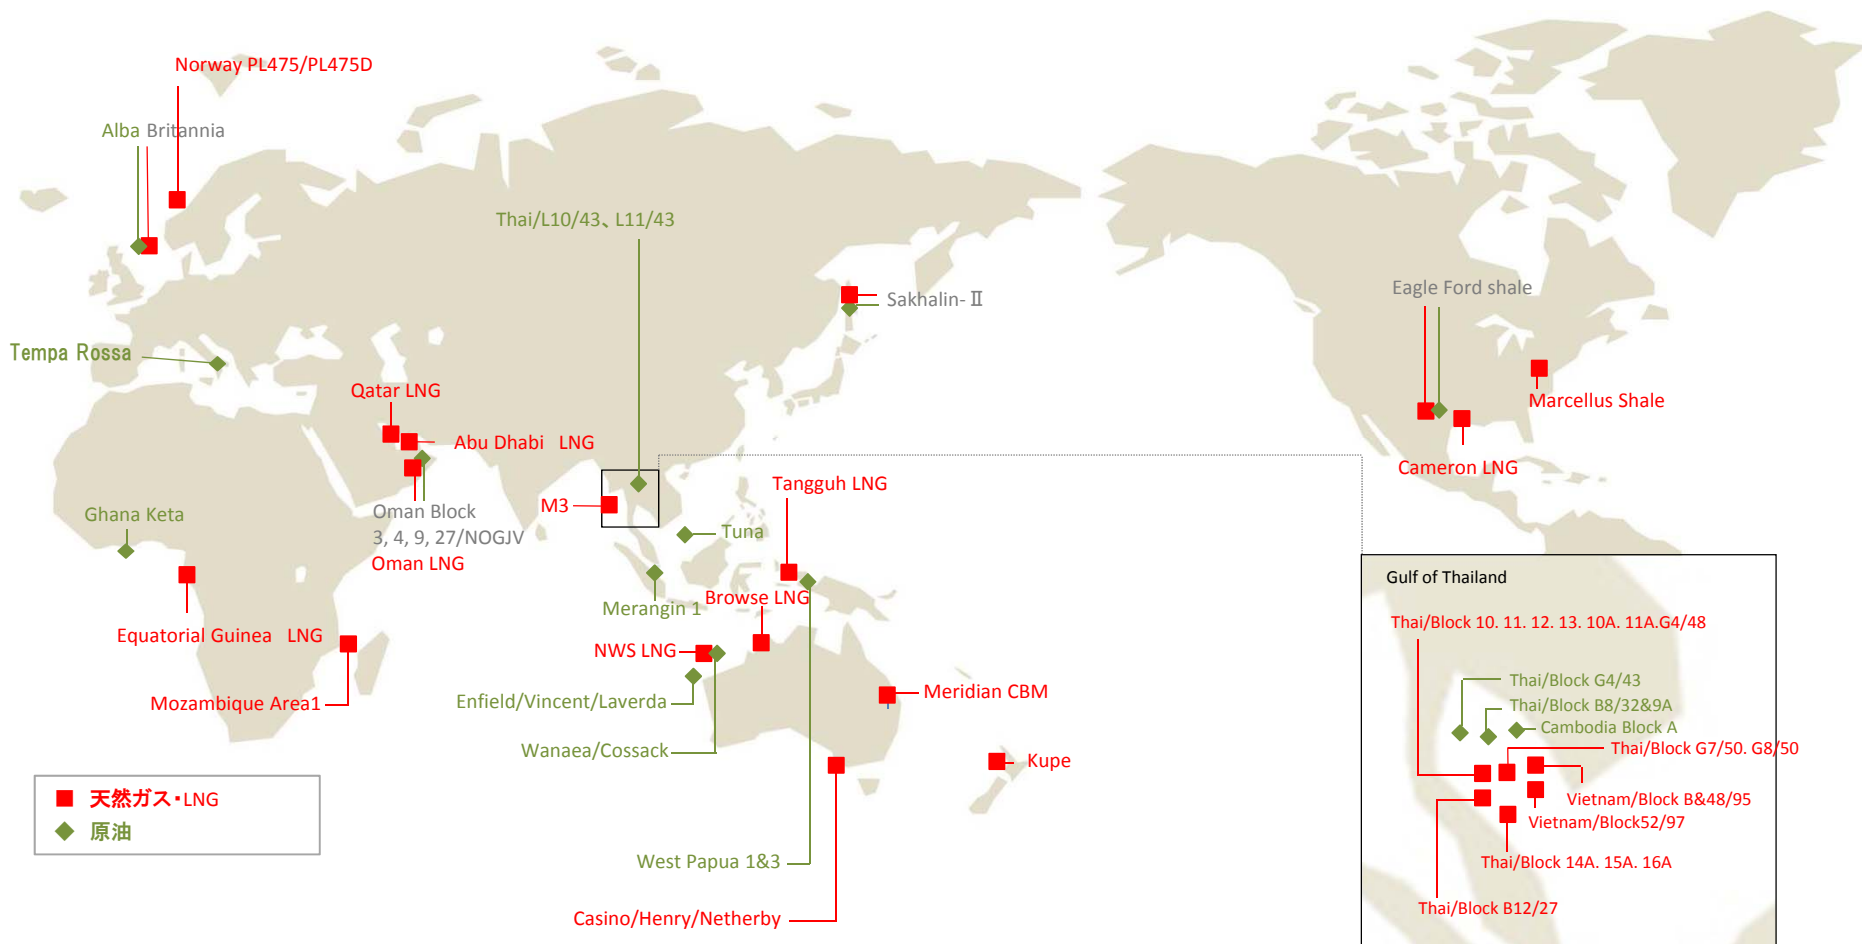 Norway PL475/PL475D
Alba Britannia
Thai/L10/43、L11/43
Sakhalin-Ⅱ
Eagle Ford shale
Tempa Rossa
Qatar LNG
Marcellus Shale
Abu Dhabi LNG
Cameron LNG
Tangguh LNG
M3
Ghana Keta
Oman Block
3, 4, 9, 27/NOGJV
Oman LNG
Tuna
Merangin 1
Browse LNG
Equatorial Guinea LNG
NWS LNG
Mozambique Area1
Enfield/Vincent/Laverda
Meridian CBM
Wanaea/Cossack
Kupe
天然ガス・LNG
原油
West Papua 1&3
Casino/Henry/Netherby
Gulf of Thailand
Thai/Block 10. 11. 12. 13. 10A. 11A.G4/48
Thai/Block G4/43
Thai/Block B8/32&9A
Cambodia Block A
Thai/Block G7/50. G8/50
Vietnam/Block B&48/95
Vietnam/Block52/97
Thai/Block 14A. 15A. 16A
Thai/Block B12/27